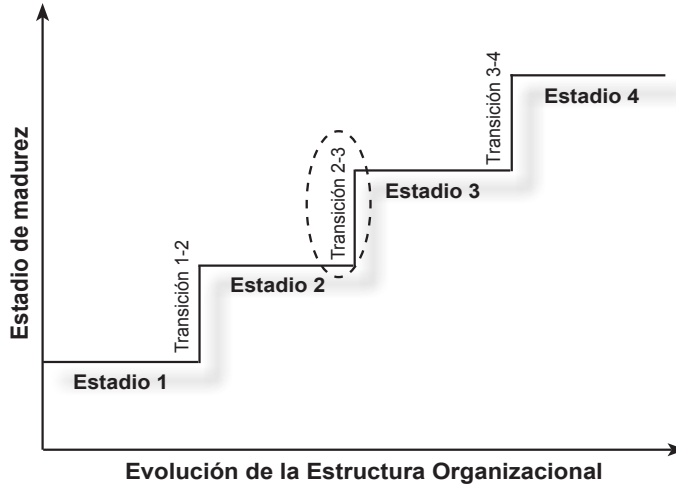 Estadio de madurez
Transición 3-4
Estadio 4
Transición 2-3
Estadio 3
Transición 1-2
Estadio 2
Estadio 1
Evolución de la Estructura Organizacional